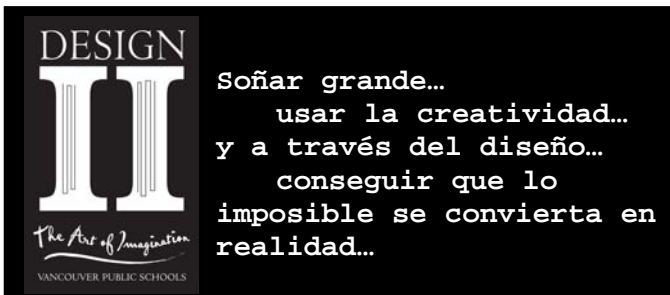 DESIGN
II
The Art of Imagination
VANCOUVER PUBLIC SCHOOLS
Soñar grande…
usar la creatividad…
y a través del diseño…
conseguir que lo
imposible se convierta en
realidad…